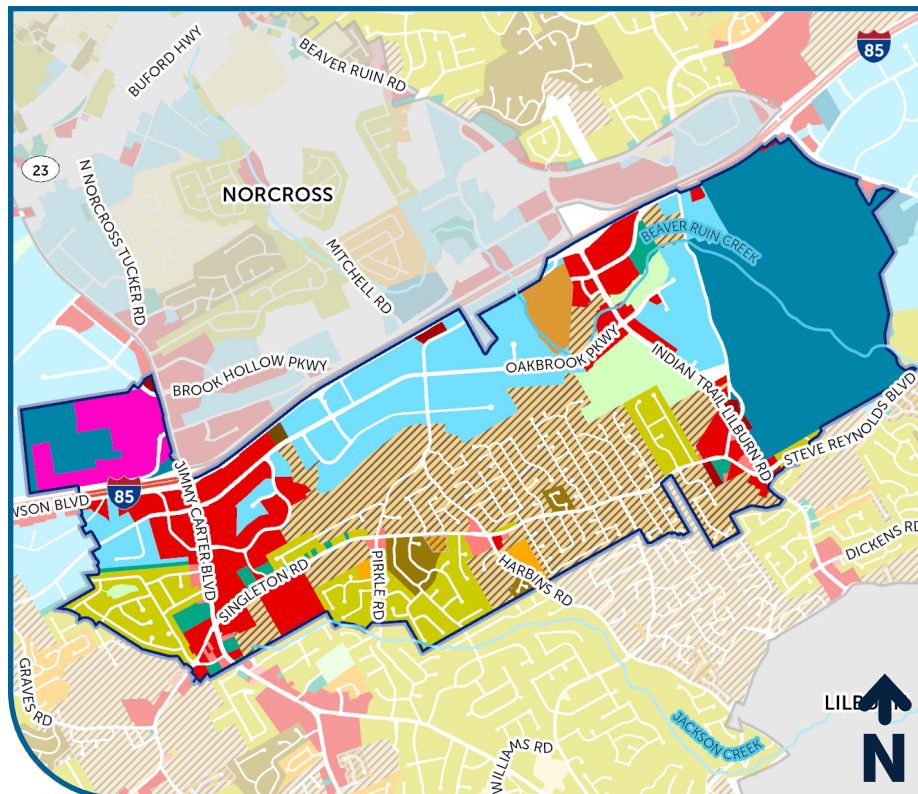 BUFORD HWY
BEAVER RUIN RD
85
23
N NORCROSS TUCKER RD
NORCROSS
MITCHELL RD
BEAVER RUIN CREEK
BROOK HOLLOW PKWY
OAKBROOK PKWY
INDIAN TRAIL LILBURN RD
STEVE REYNOLDS BLVD
WSON BLVD
85
JIMMY CARTER BLVD
SINGLETON RD
PIRKLE RD
HARBINS RD
DICKENS RD
GRAVES RD
WILLIAMS RD
JACKSON CREEK
N